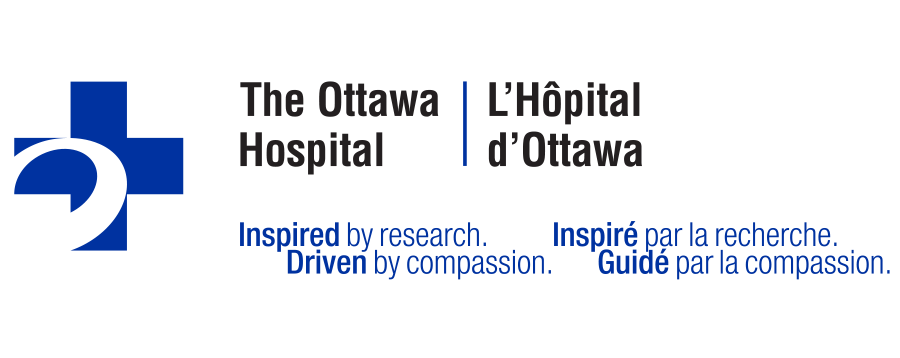 The Ottawa
Hospital
L’Hôpital
d’Ottawa
Inspired by research.
Driven by compassion.
Inspiré par la recherche.
Guidé par la compassion.